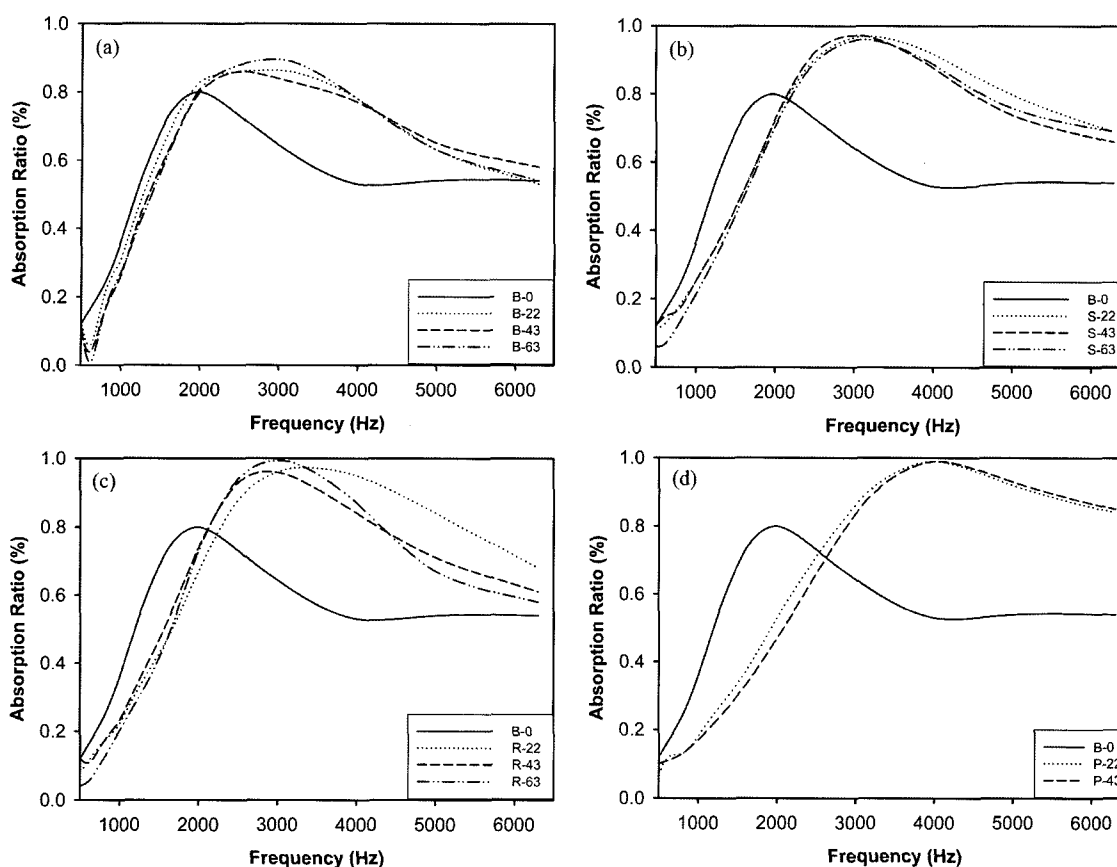 (a)
Absorption Ratio (%)
1.0
0.8
0.6
0.4
0.2
0.0
B-0
B-22
B-43
B-63
1000 2000 3000 4000 5000 6000
Frequency (Hz)
(b)
Absorption Ratio (%)
1.0
0.8
0.6
0.4
0.2
0.0
B-0
S-22
S-43
S-63
1000 2000 3000 4000 5000 6000
Frequency (Hz)
(c)
Absorption Ratio (%)
1.0
0.8
0.6
0.4
0.2
0.0
B-0
R-22
R-43
R-63
1000 2000 3000 4000 5000 6000
Frequency (Hz)
(d)
Absorption Ratio (%)
1.0
0.8
0.6
0.4
0.2
0.0
B-0
P-22
P-43
1000 2000 3000 4000 5000 6000
Frequency (Hz)